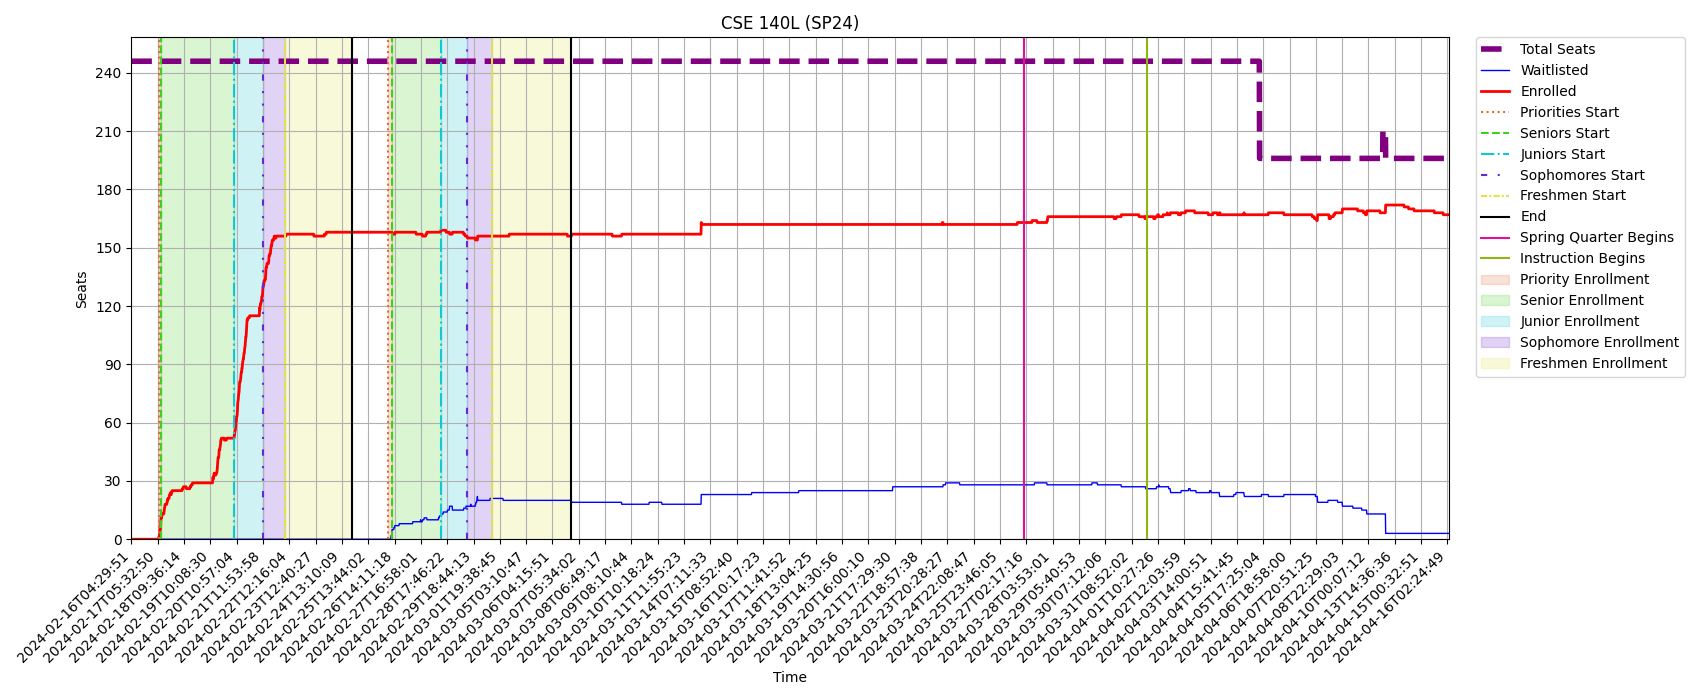 CSE 140L (SP24)
Seats
240
210
180
150
120
90
60
30
0
2024-02-16T04:29:51
2024-02-17T05:32:50
2024-02-18T09:36:14
2024-02-19T10:08:30
2024-02-20T10:57:04
2024-02-21T11:53:58
2024-02-22T12:16:04
2024-02-23T12:40:27
2024-02-24T13:10:09
2024-02-25T13:44:02
2024-02-26T14:11:18
2024-02-27T16:58:01
2024-02-28T17:46:22
2024-02-29T18:44:13
2024-03-01T19:38:45
2024-03-05T03:10:47
2024-03-06T04:15:51
2024-03-07T05:34:02
2024-03-08T06:49:17
2024-03-09T08:10:44
2024-03-10T10:18:24
2024-03-11T11:55:23
2024-03-14T07:11:33
2024-03-15T08:52:40
2024-03-16T10:17:23
2024-03-17T11:41:52
2024-03-18T13:04:25
2024-03-19T14:30:56
2024-03-20T16:00:10
2024-03-21T17:29:30
2024-03-22T18:57:38
2024-03-23T20:28:27
2024-03-24T22:08:47
2024-03-25T23:46:05
2024-03-27T02:17:16
2024-03-28T03:53:01
2024-03-29T05:40:53
2024-03-30T07:12:06
2024-03-31T08:52:02
2024-04-01T10:27:26
2024-04-02T12:03:59
2024-04-03T14:00:51
2024-04-04T15:41:45
2024-04-05T17:25:04
2024-04-06T18:58:00
2024-04-07T20:51:25
2024-04-08T22:29:03
2024-04-10T00:07:12
2024-04-13T14:36:36
2024-04-15T00:32:51
2024-04-16T02:24:49
Time
Total Seats
Waitlisted
Enrolled
Priorities Start
Seniors Start
Juniors Start
Sophomores Start
Freshmen Start
End
Spring Quarter Begins
Instruction Begins
Priority Enrollment
Senior Enrollment
Junior Enrollment
Sophomore Enrollment
Freshmen Enrollment